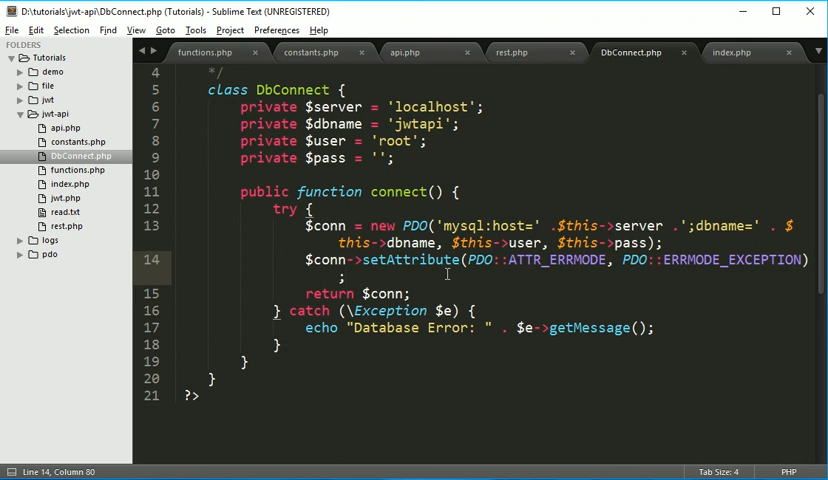 D:\tutorials\jwt-api\DbConnect.php (Tutorials) - Sublime Text (UNREGISTERED)
File Edit Selection Find View Goto Tools Project Preferences Help
FOLDERS
Tutorials
demo
file
jwt
jwt-api
api.php
constants.php
DbConnect.php
functions.php
index.php
jwt.php
read.txt
rest.php
logs
pdo
functions.php × constants.php × api.php × rest.php × DbConnect.php × index.php ×
4 */
5 class DbConnect {
6 private $server = 'localhost';
7 private $dbname = 'jwtapi';
8 private $user = 'root';
9 private $pass = '';
10
11 public function connect() {
12 try {
13 $conn = new PDO('mysql:host=' .$this->server .';dbname=' . $
this->dbname, $this->user, $this->pass);
14 $conn->setAttribute(PDO::ATTR_ERRMODE, PDO::ERRMODE_EXCEPTION)
;
15 return $conn;
16 } catch (\Exception $e) {
17 echo "Database Error: " . $e->getMessage();
18 }
19 }
20 }
21 ?>
Line 14, Column 80 Tab Size: 4 PHP